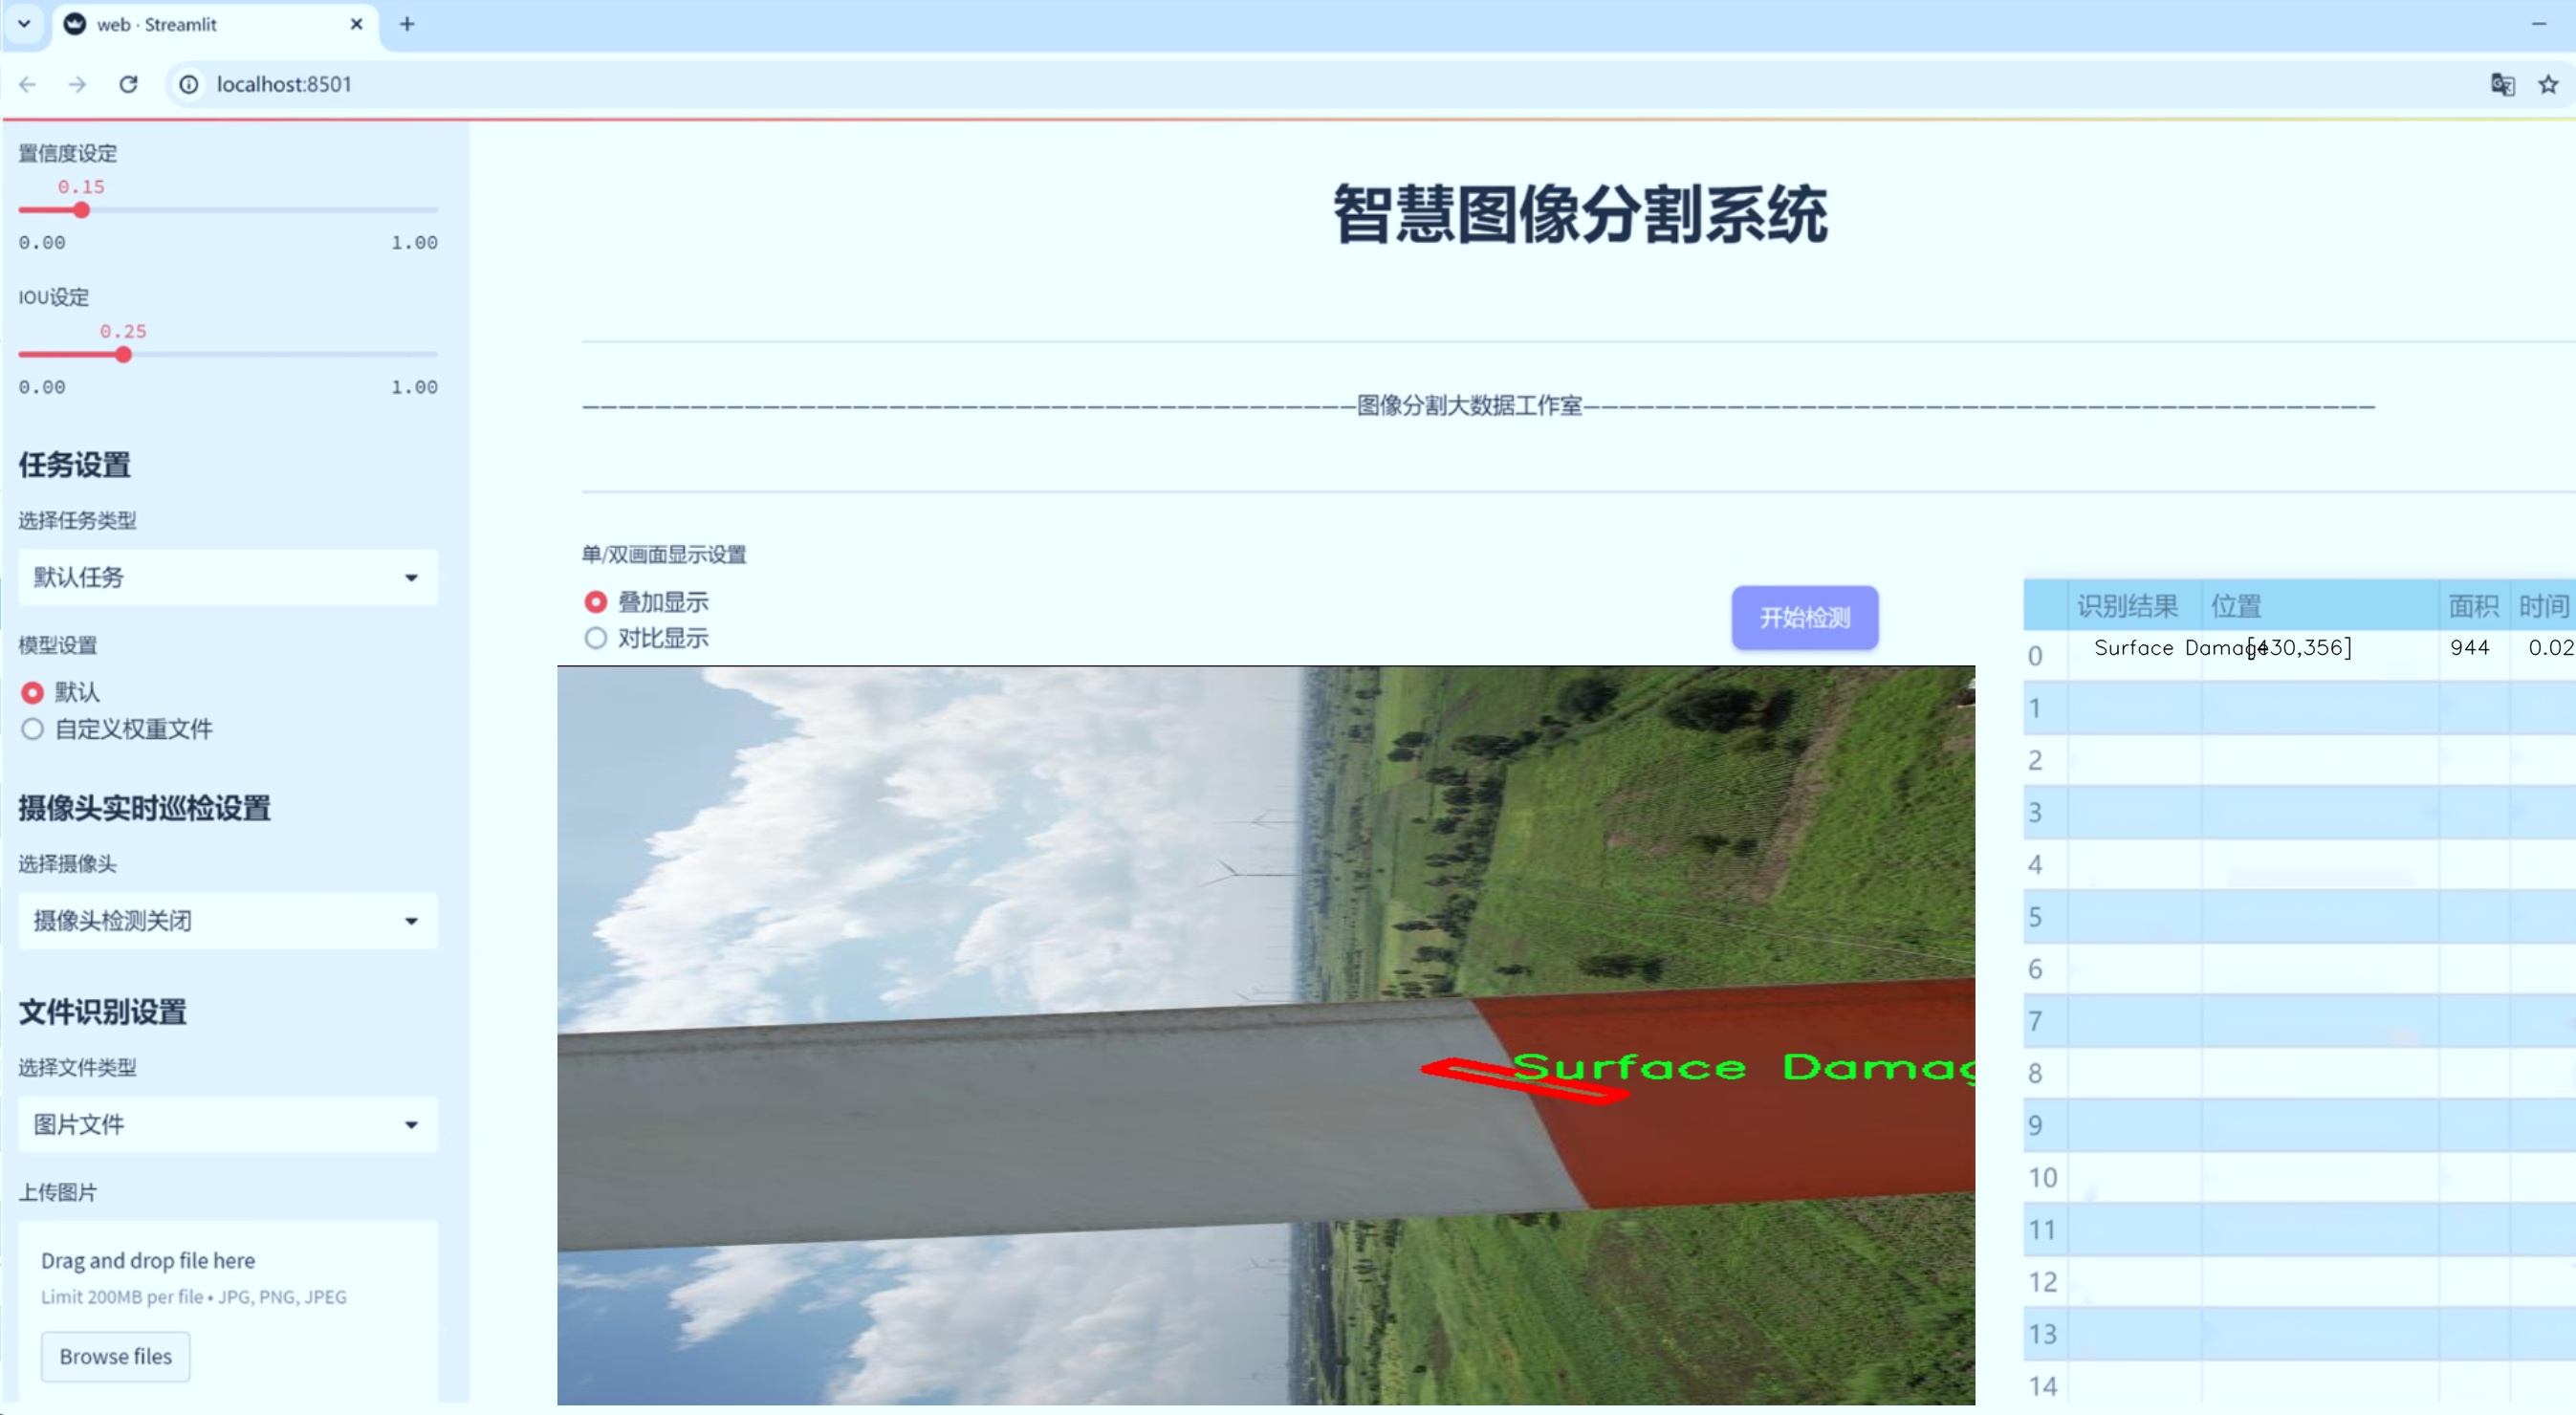 web · Streamlit
localhost:8501
置信度设定
0.15
0.00 1.00
IOU设定
0.25
0.00 1.00
任务设置
选择任务类型
默认任务
模型设置
默认
自定义权重文件
摄像头实时巡检设置
选择摄像头
摄像头检测关闭
文件识别设置
选择文件类型
图片文件
上传图片
Drag and drop file here
Limit 200MB per file • JPG, PNG, JPEG
Browse files
智慧图像分割系统
图像分割大数据工作室
单/双画面显示设置
叠加显示
对比显示
开始检测
Surface Damag
识别结果 位置 面积 时间
0 Surface Damage [430,356] 944 0.02
1
2
3
4
5
6
7
8
9
10
11
12
13
14